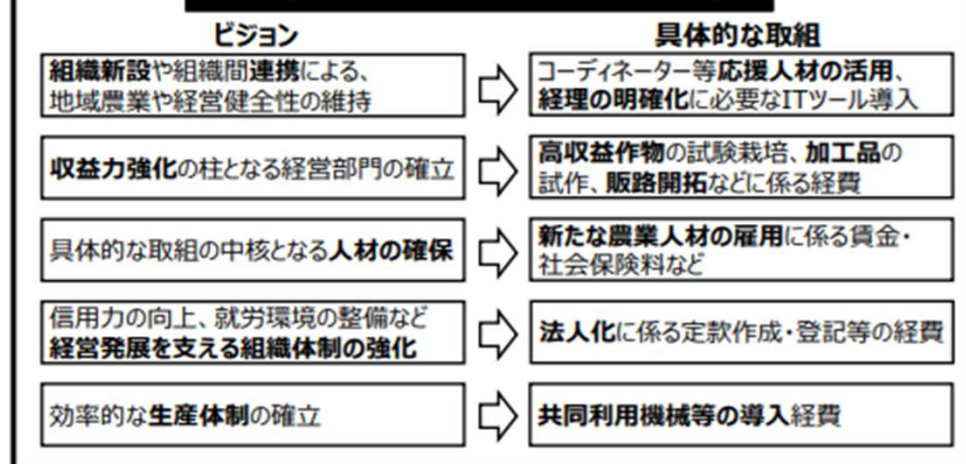 ビジョン
具体的な取組
組織新設や組織間連携による、
地域農業や経営健全性の維持
コーディネーター等応援人材の活用、
経理の明確化に必要なITツール導入
収益力強化の柱となる経営部門の確立
高収益作物の試験栽培、加工品の
試作、販路開拓などに係る経費
具体的な取組の中核となる人材の確保
新たな農業人材の雇用に係る賃金・
社会保険料など
信用力の向上、就労環境の整備など
経営発展を支える組織体制の強化
法人化に係る定款作成・登記等の経費
効率的な生産体制の確立
共同利用機械等の導入経費